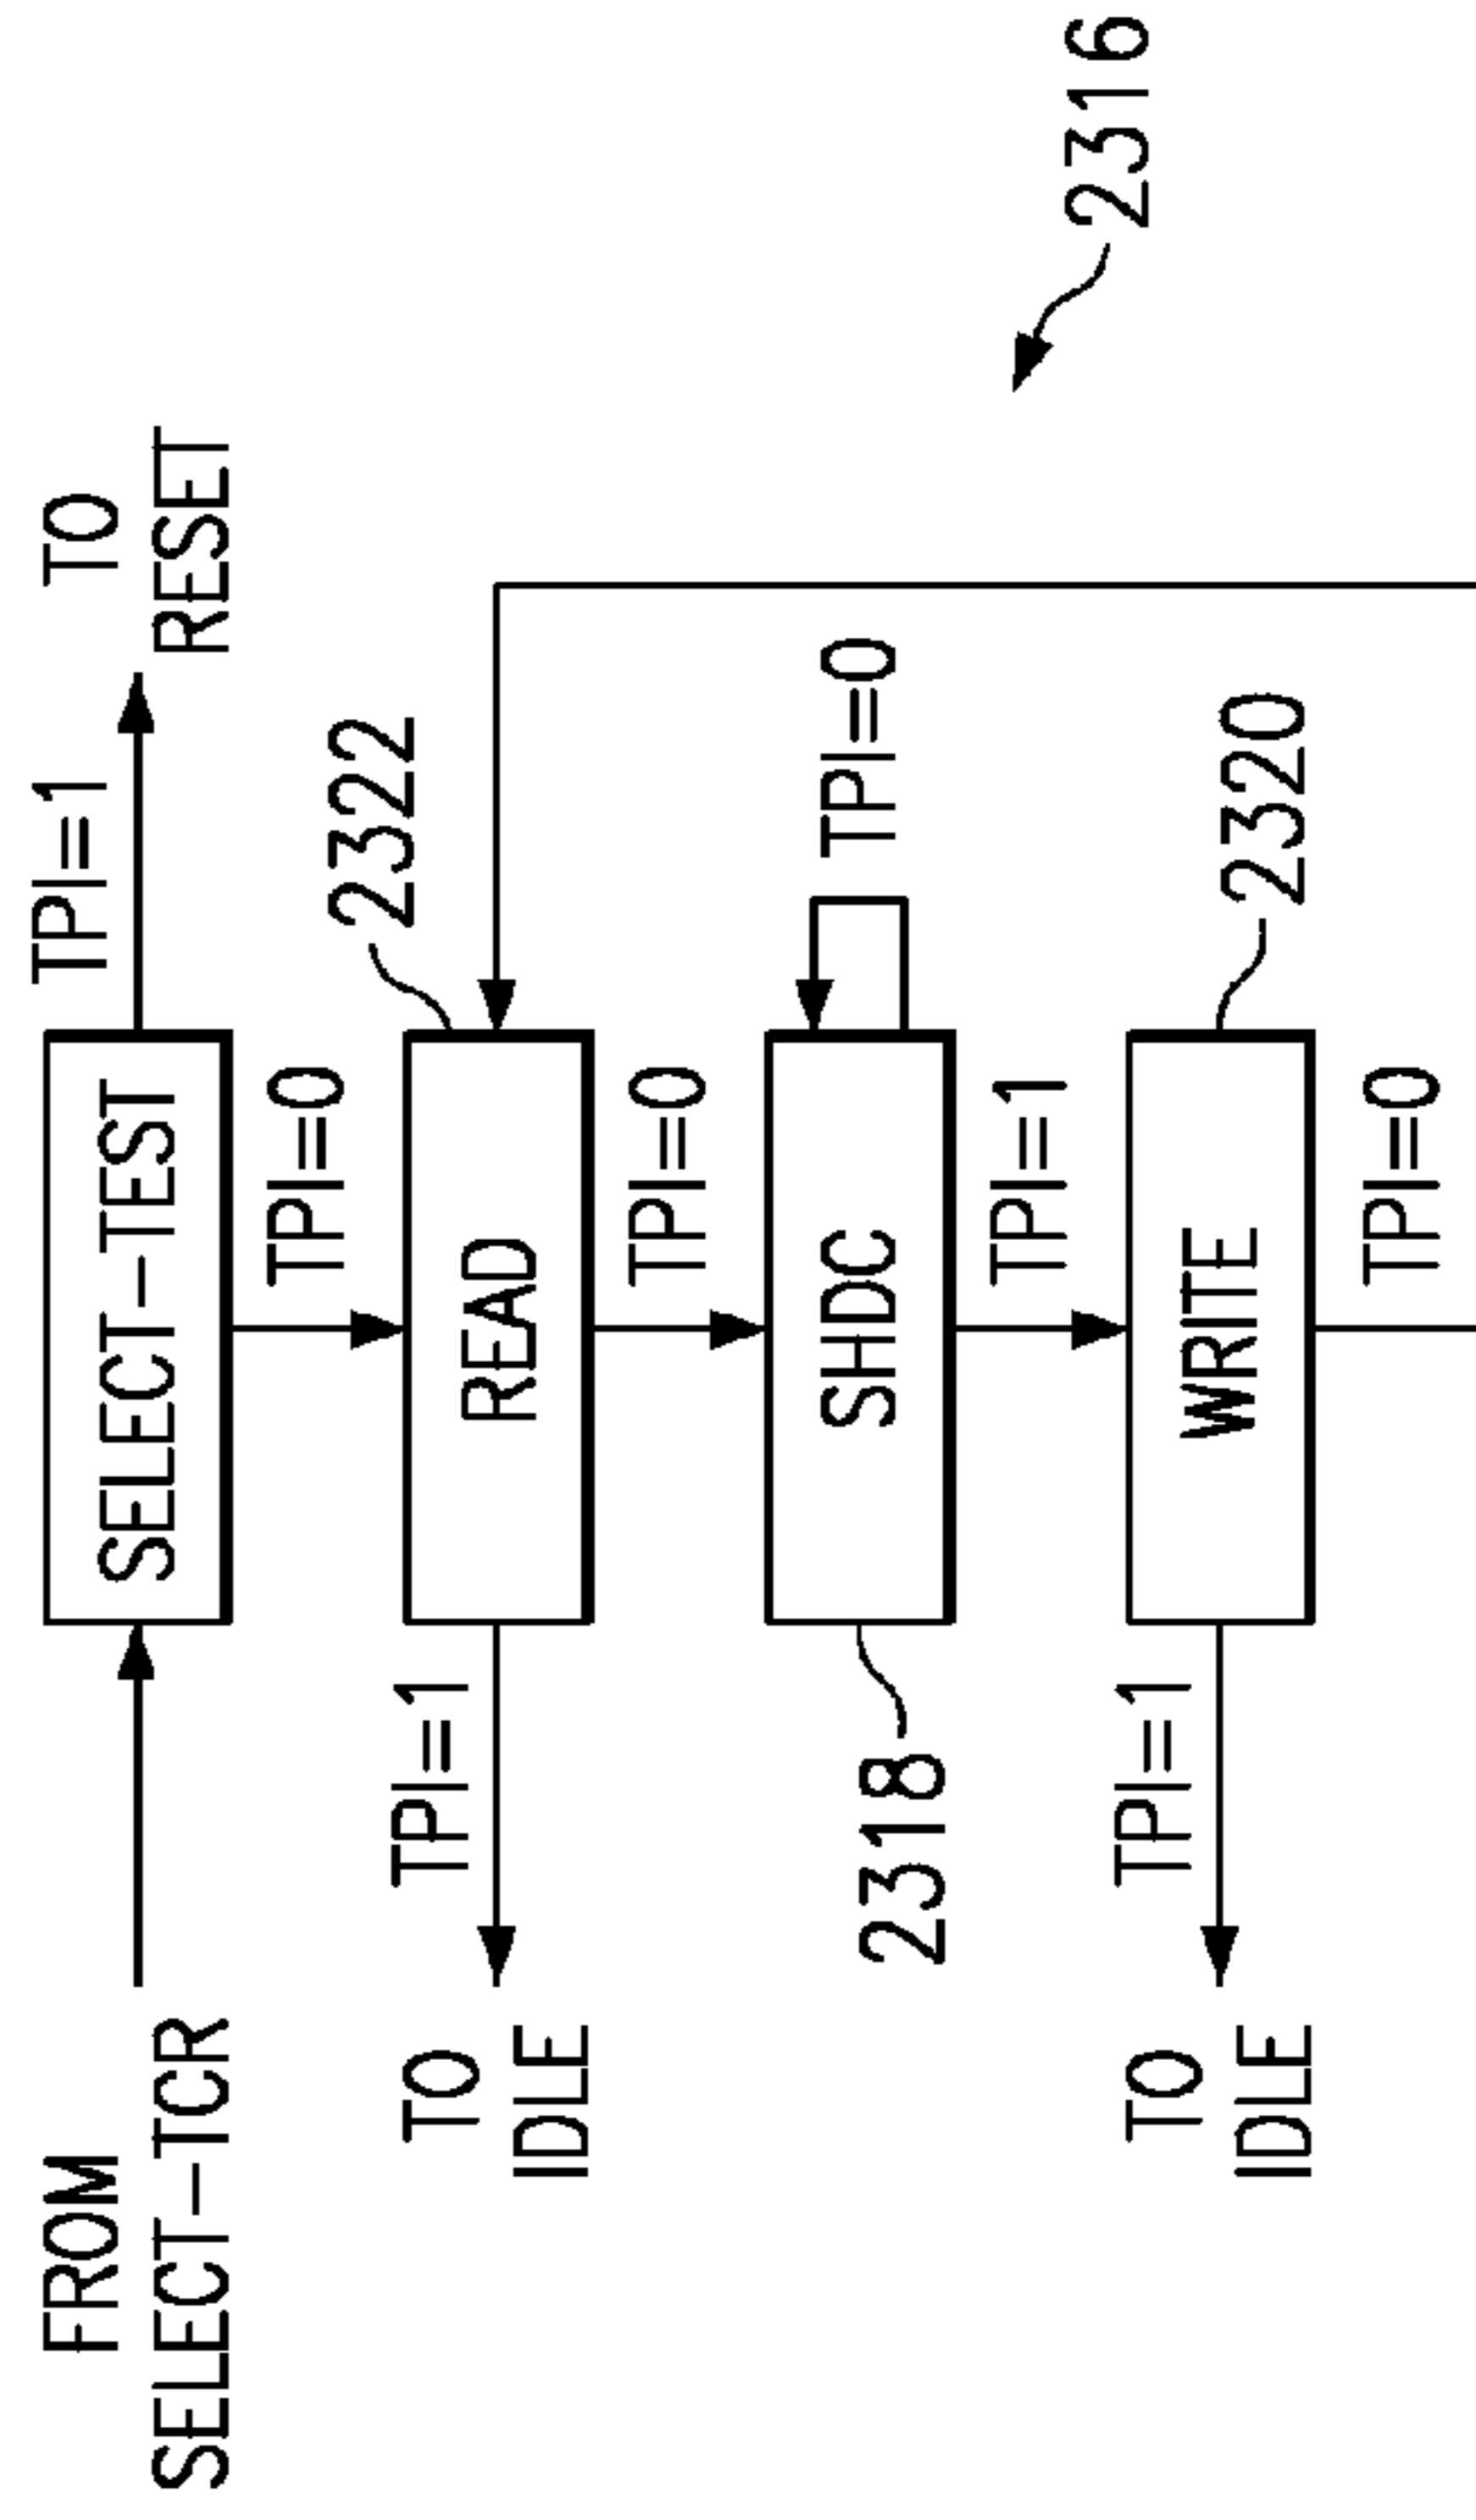 FROM
SELECT-TCR
SELECT-TEST
TPI=1
TO
RESET
TPI=0
2322
READ
TPI=1
TO
IDLE
TPI=0
SHDC
TPI=0
2318
TPI=1
2316
WRITE
2320
TPI=1
TO
IDLE
TPI=0